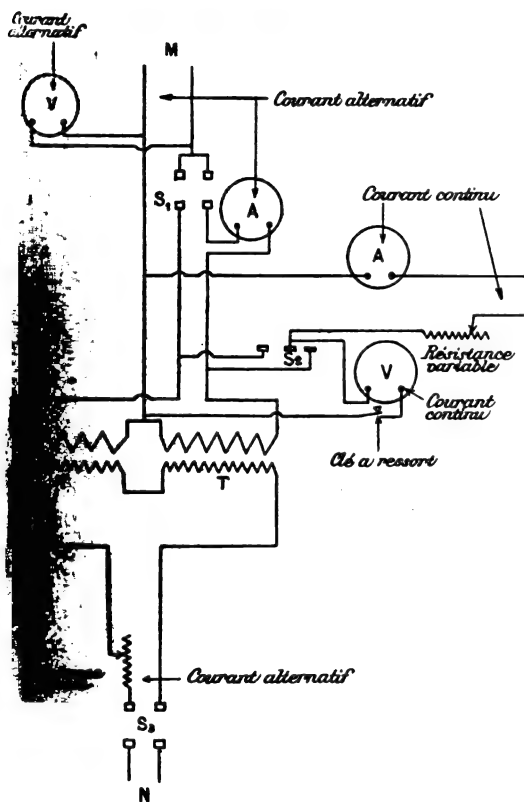 Courant
alternatif
M
V
Courant alternatif
S₁
A
Courant continu
A
S₂
Résistance
variable
V
Courant
continu
Clé a ressort
T
Courant alternatif
S₃
N